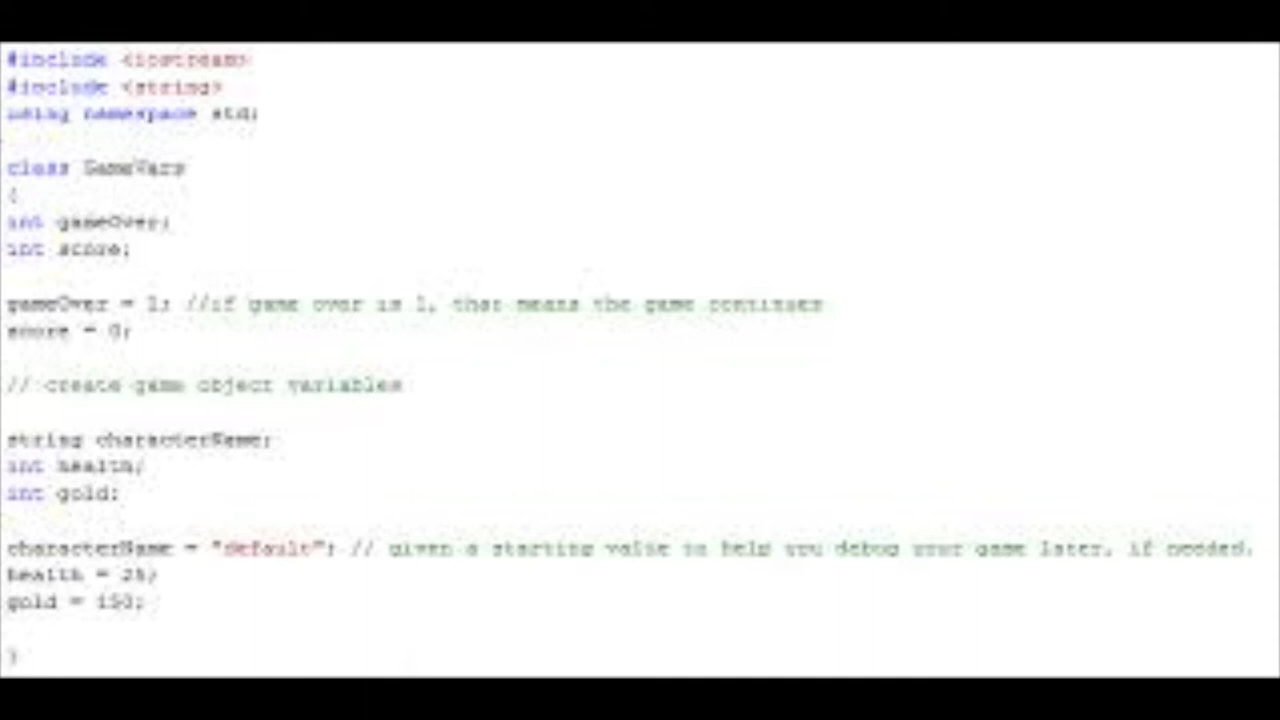 #include <iostream>
#include <string>
using namespace std;
class GameVars
{
int gameOver;
int score;
gameOver = 1; //if game over is 1, that means the game continues
score = 0;
// create game object variables
string characterName;
int health;
int gold;
characterName = "default"; // given a starting value to help you debug your game later, if needed.
health = 25;
gold = 150;
}